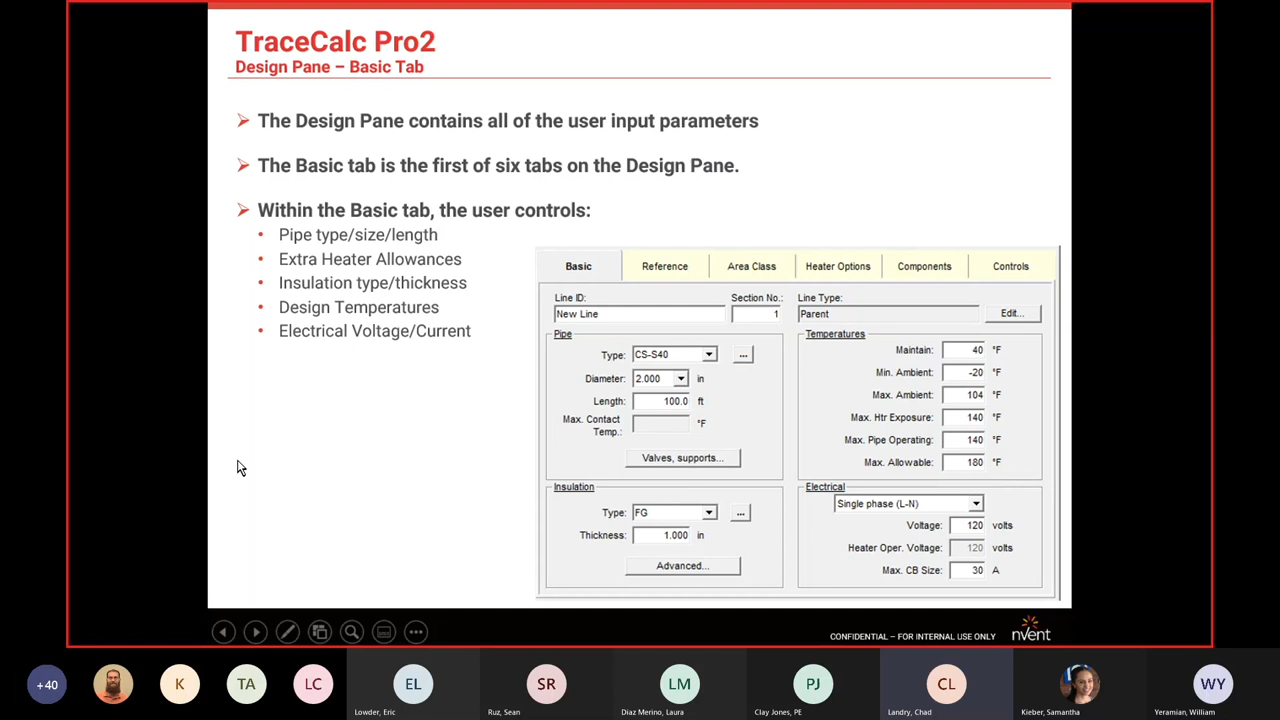 TraceCalc Pro2
Design Pane – Basic Tab
The Design Pane contains all of the user input parameters
The Basic tab is the first of six tabs on the Design Pane.
Within the Basic tab, the user controls:
• Pipe type/size/length
• Extra Heater Allowances
• Insulation type/thickness
• Design Temperatures
• Electrical Voltage/Current
Basic Reference Area Class Heater Options Components Controls
Line ID: Section No.: Line Type:
New Line 1 Parent Edit...
Pipe
Type: CS-S40 ...
Diameter: 2.000 in
Length: 100.0 ft
Max. Contact
Temp.: °F
Valves, supports...
Temperatures
Maintain: 40 °F
Min. Ambient: -20 °F
Max. Ambient: 104 °F
Max. Htr Exposure: 140 °F
Max. Pipe Operating: 140 °F
Max. Allowable: 180 °F
Insulation
Type: FG ...
Thickness: 1.000 in
Advanced...
Electrical
Single phase (L-N)
Voltage: 120 volts
Heater Oper. Voltage: 120 volts
Max. CB Size: 30 A
CONFIDENTIAL – FOR INTERNAL USE ONLY
nvent
+40 K TA LC EL SR LM PJ CL WY
Lowder, Eric Ruz, Sean Diaz Merino, Laura Clay Jones, PE Landry, Chad Kieber, Samantha Yeramian, William